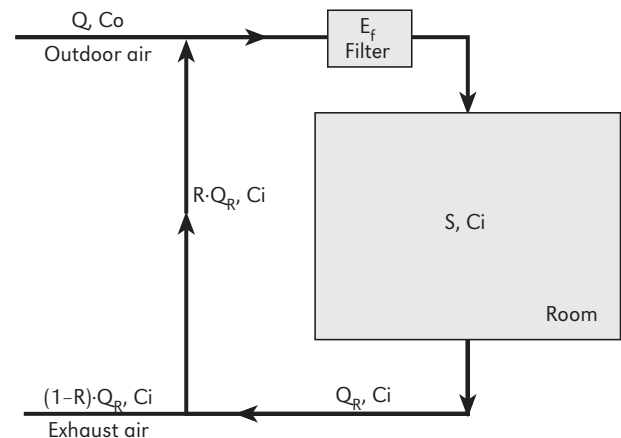 Q, Co
Outdoor air
E_f
Filter
R·Q_R, Ci
S, Ci
Room
(1–R)·Q_R, Ci
Exhaust air
Q_R, Ci